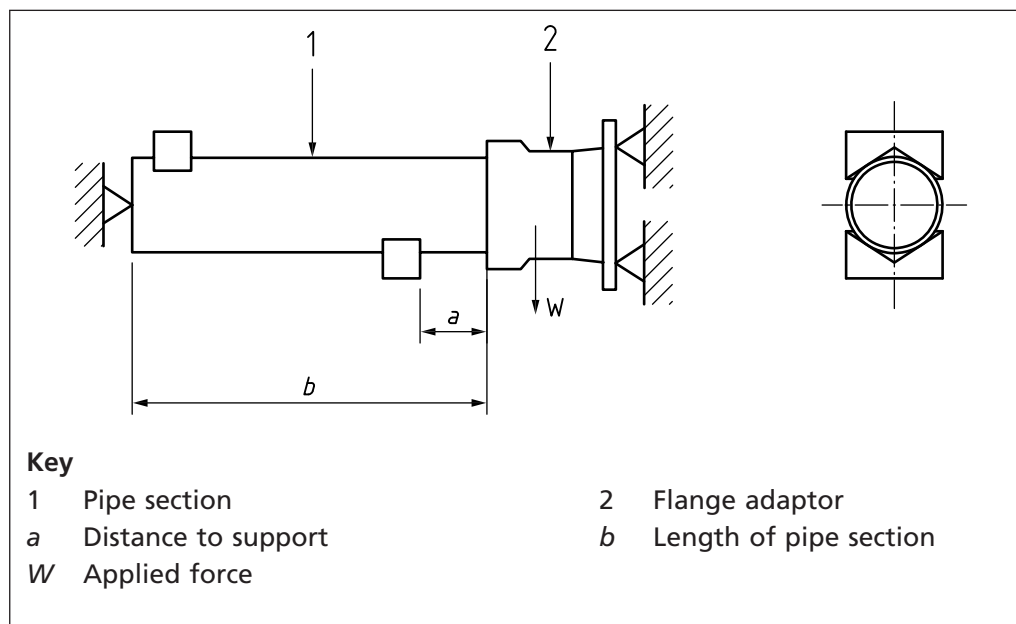 1
2
W
a
b
Key
1 Pipe section
2 Flange adaptor
a Distance to support
b Length of pipe section
W Applied force